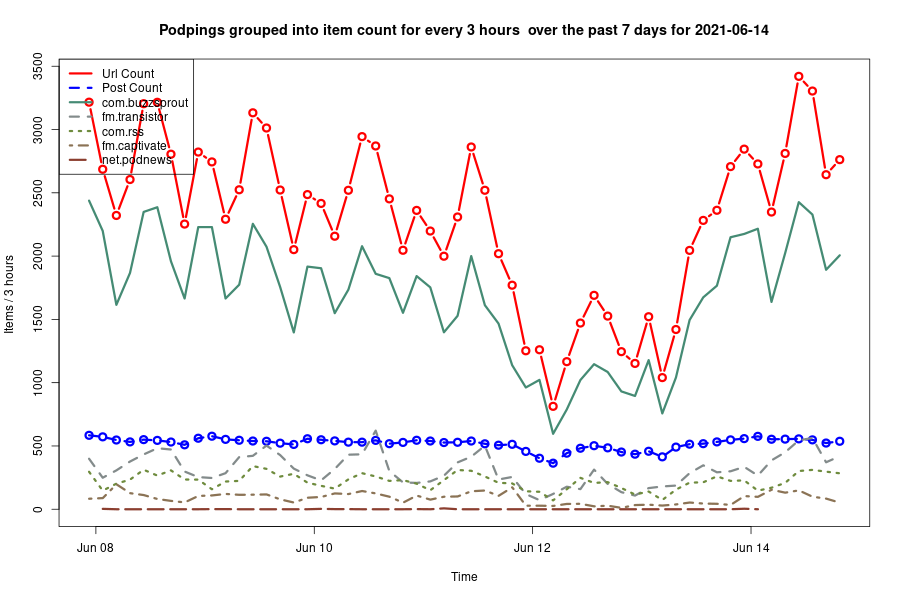 Podpings grouped into item count for every 3 hours  over the past 7 days for 2021-06-14
Items / 3 hours
3500
3000
2500
2000
1500
1000
500
0
Url Count
Post Count
com.buzzsprout
fm.transistor
com.rss
fm.captivate
net.podnews
Jun 08
Jun 10
Jun 12
Jun 14
Time